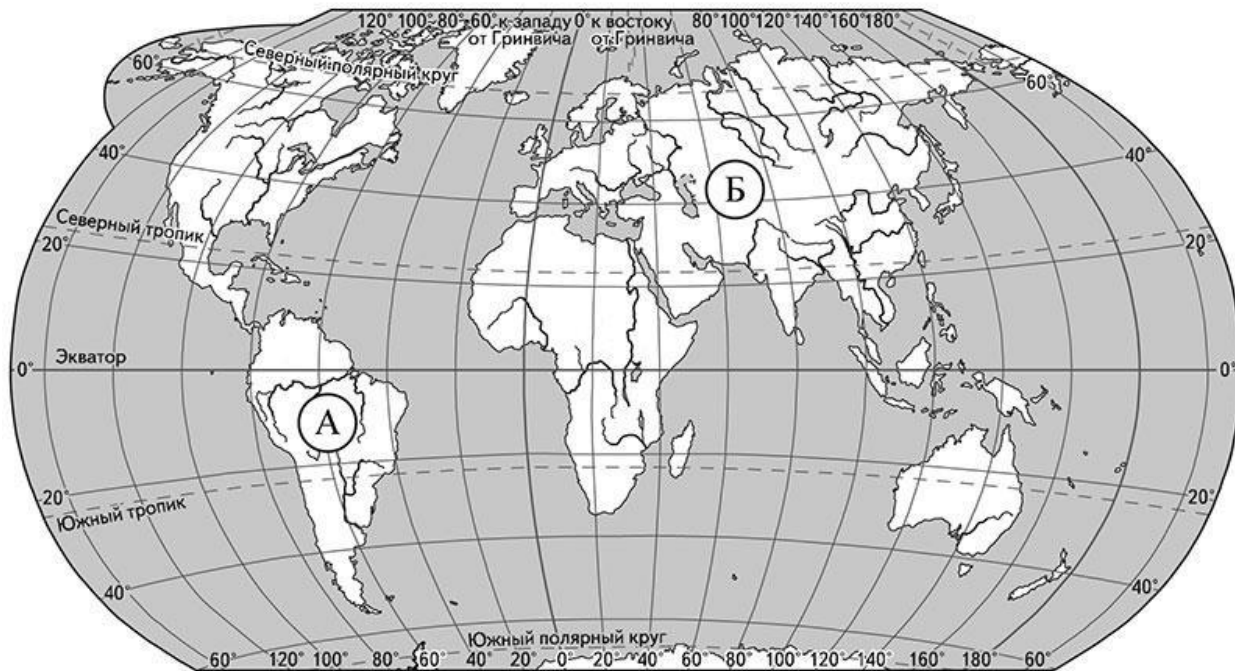 120° 100° 80° 60° к западу 0° к востоку 80° 100° 120° 140° 160° 180°
от Гринвича от Гринвича
Северный полярный круг
60° 60°
40° 40°
Б
Северный тропик
20° 20°
Экватор
0° 0°
А
20° 20°
Южный тропик
40° 40°
Южный полярный круг
60° 120° 100° 80° 60° 40° 20° 0° 20° 40° 60° 80° 100° 120° 140° 60°